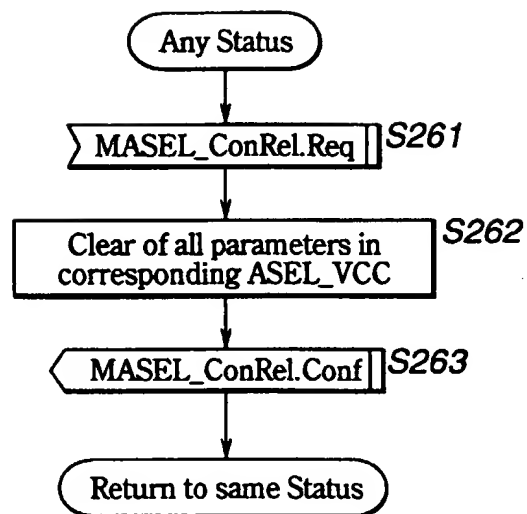 Any Status
MASEL_ConRel.Req
S261
Clear of all parameters in
corresponding ASEL_VCC
S262
MASEL_ConRel.Conf
S263
Return to same Status